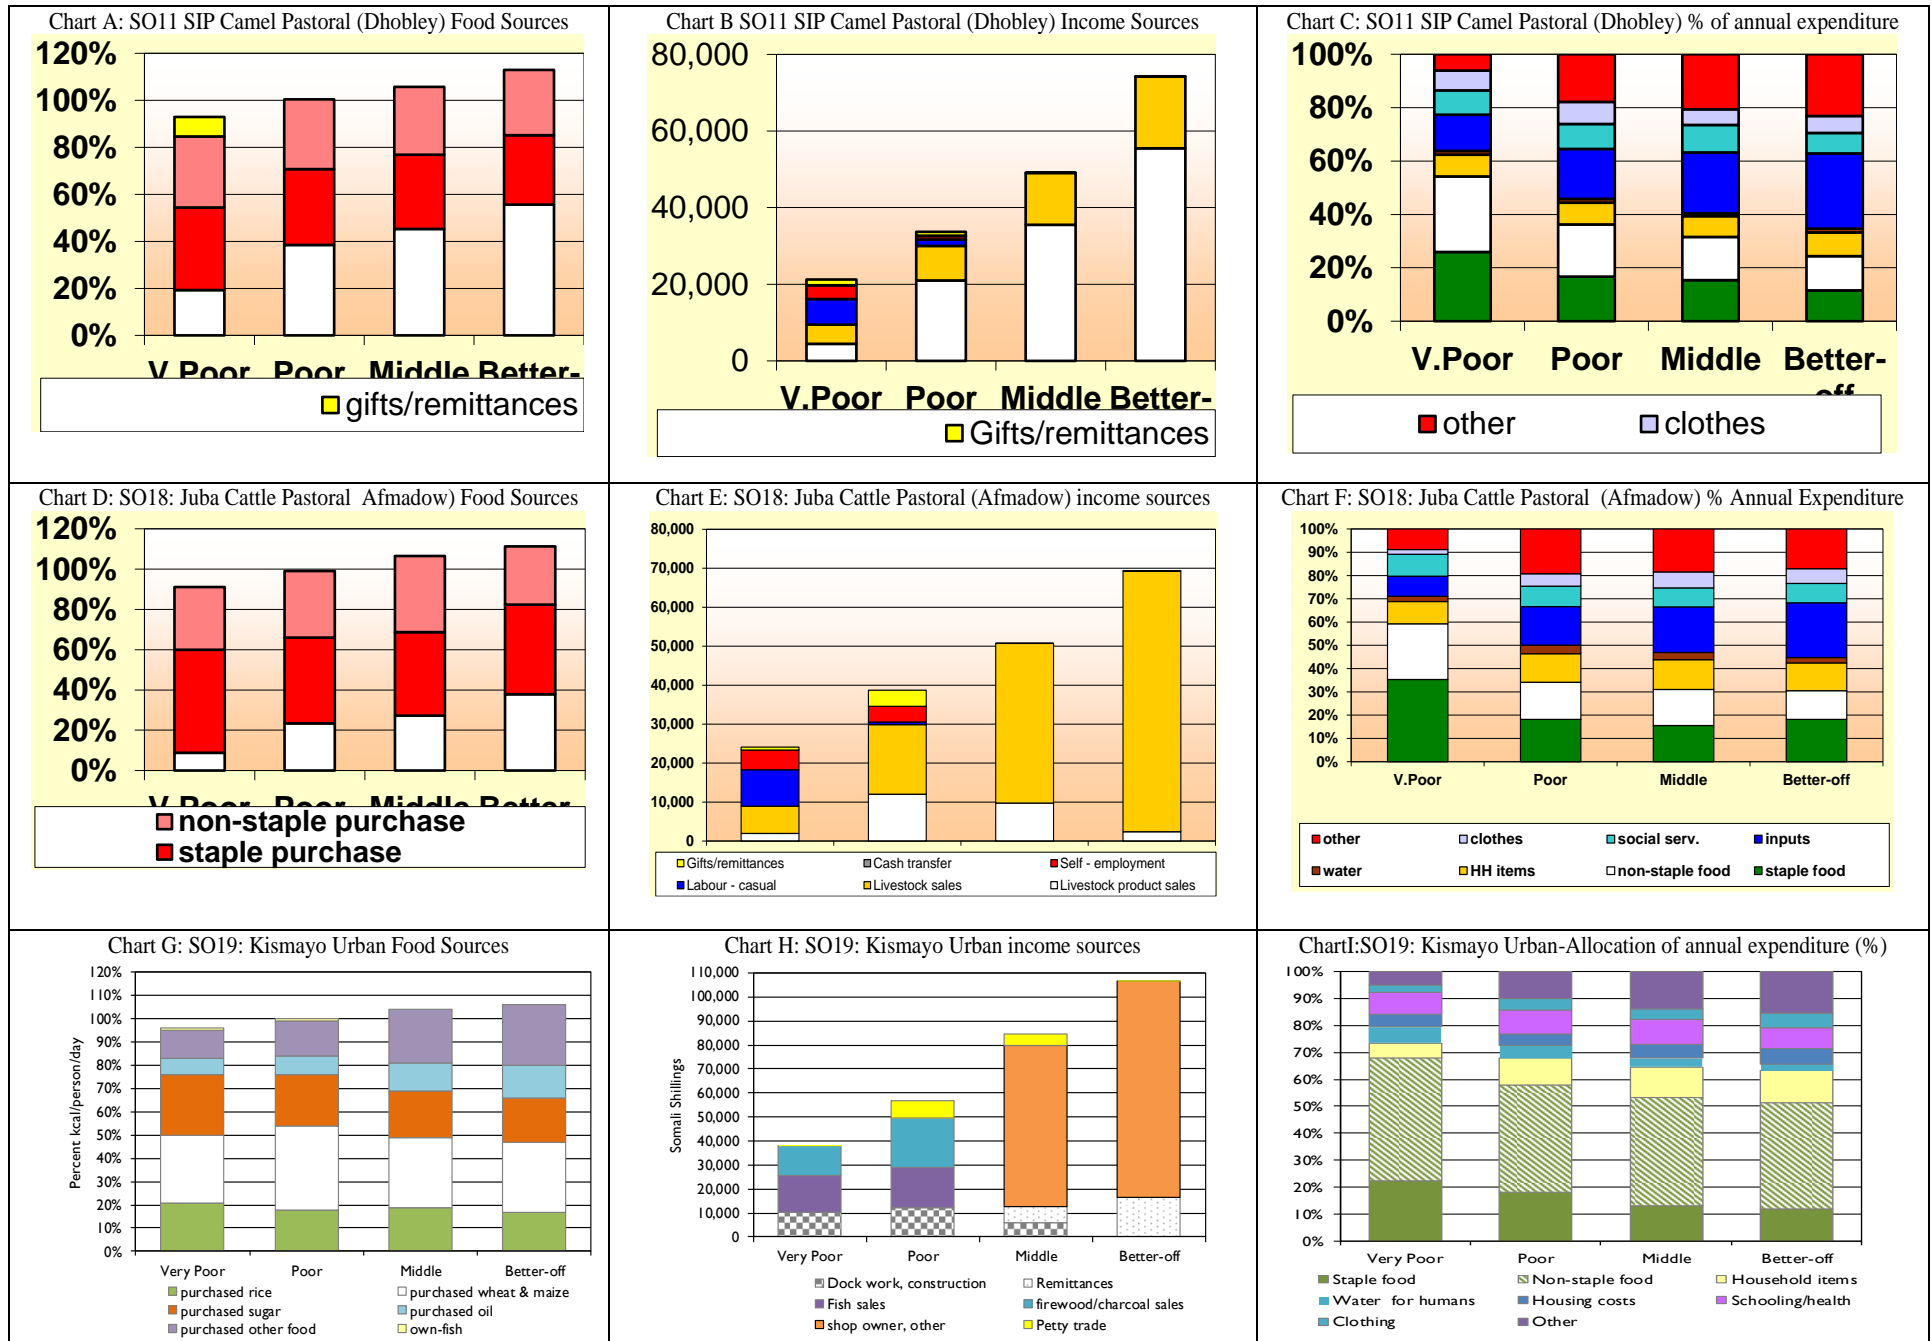 Chart A: SO11 SIP Camel Pastoral (Dhobley) Food Sources
120%
100%
80%
60%
40%
20%
0%
V.Poor Poor Middle Better-
gifts/remittances
Chart B SO11 SIP Camel Pastoral (Dhobley) Income Sources
80,000
60,000
40,000
20,000
0
V.Poor Poor Middle Better-
Gifts/remittances
Chart C: SO11 SIP Camel Pastoral (Dhobley) % of annual expenditure
100%
80%
60%
40%
20%
0%
V.Poor Poor Middle Better-
off
other clothes
Chart D: SO18: Juba Cattle Pastoral Afmadow) Food Sources
120%
100%
80%
60%
40%
20%
0%
V.Poor Poor Middle Better
non-staple purchase
staple purchase
Chart E: SO18: Juba Cattle Pastoral (Afmadow) income sources
80,000
70,000
60,000
50,000
40,000
30,000
20,000
10,000
0
Gifts/remittances Cash transfer Self - employment
Labour - casual Livestock sales Livestock product sales
Chart F: SO18: Juba Cattle Pastoral (Afmadow) % Annual Expenditure
100%
90%
80%
70%
60%
50%
40%
30%
20%
10%
0%
V.Poor Poor Middle Better-off
other clothes social serv. inputs
water HH items non-staple food staple food
Chart G: SO19: Kismayo Urban Food Sources
Percent kcal/person/day
120%
110%
100%
90%
80%
70%
60%
50%
40%
30%
20%
10%
0%
Very Poor Poor Middle Better-off
purchased rice purchased wheat & maize
purchased sugar purchased oil
purchased other food own-fish
Chart H: SO19: Kismayo Urban income sources
Somali Shillings
110,000
100,000
90,000
80,000
70,000
60,000
50,000
40,000
30,000
20,000
10,000
0
Very Poor Poor Middle Better-off
Dock work, construction Remittances
Fish sales firewood/charcoal sales
shop owner, other Petty trade
ChartI:SO19: Kismayo Urban-Allocation of annual expenditure (%)
100%
90%
80%
70%
60%
50%
40%
30%
20%
10%
0%
Very Poor Poor Middle Better-off
Staple food Non-staple food Household items
Water for humans Housing costs Schooling/health
Clothing Other